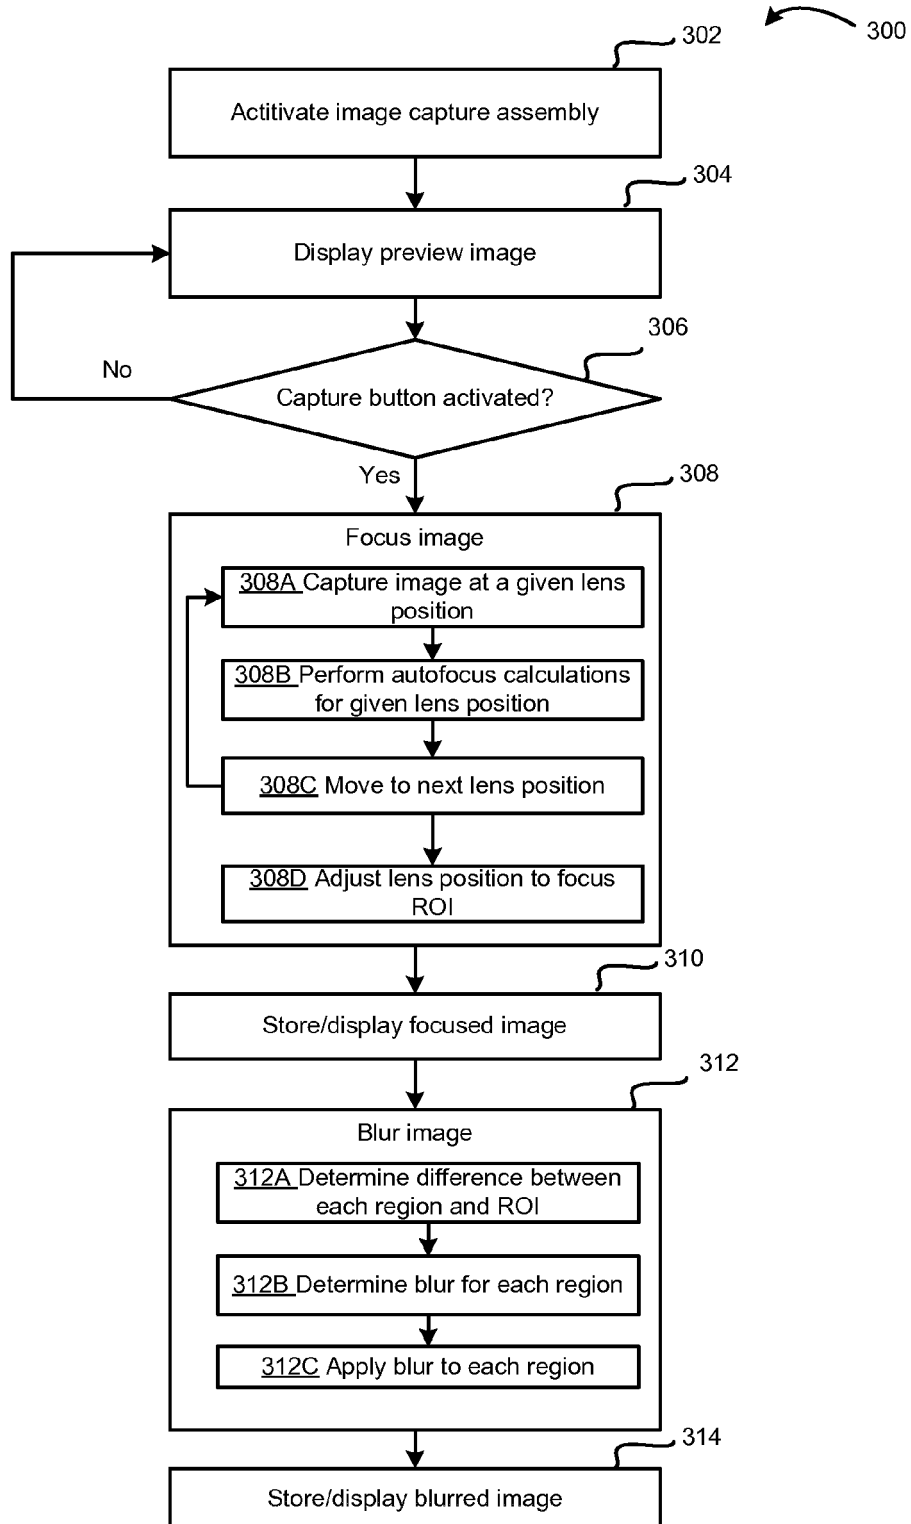 300
302
Actitivate image capture assembly
304
Display preview image
306
No
Capture button activated?
Yes
308
Focus image
308A Capture image at a given lens
position
308B Perform autofocus calculations
for given lens position
308C Move to next lens position
308D Adjust lens position to focus
ROI
310
Store/display focused image
312
Blur image
312A Determine difference between
each region and ROI
312B Determine blur for each region
312C Apply blur to each region
314
Store/display blurred image